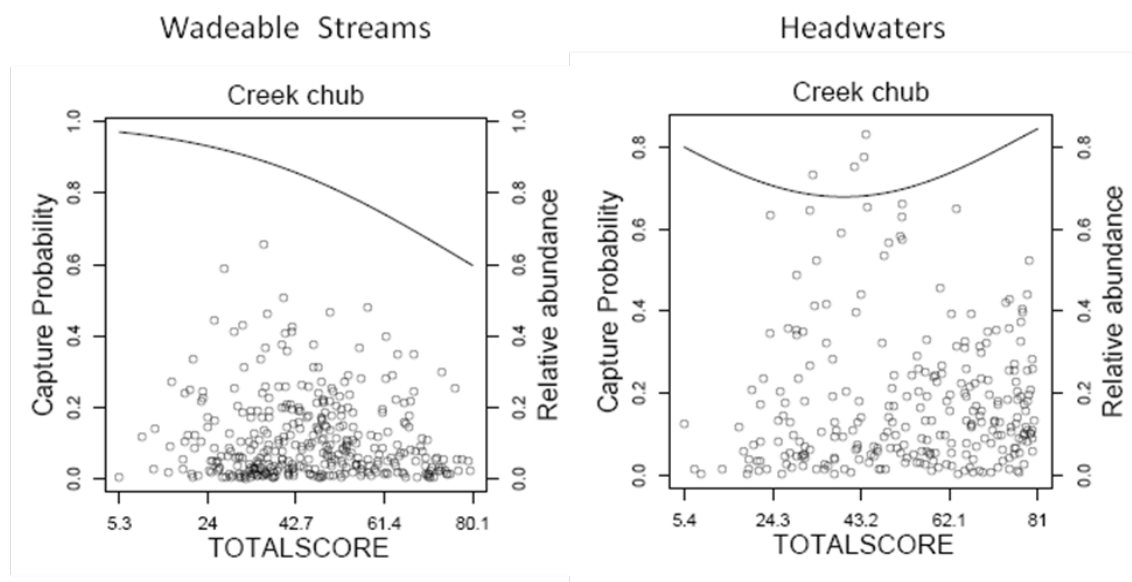 Wadeable Streams
Creek chub
Capture Probability
1.0
0.8
0.6
0.4
0.2
0.0
1.0
0.8
0.6
0.4
0.2
0.0
Relative abundance
5.3 24 42.7 61.4 80.1
TOTALSCORE
Headwaters
Creek chub
Capture Probability
0.8
0.6
0.4
0.2
0.0
0.8
0.6
0.4
0.2
0.0
Relative abundance
5.4 24.3 43.2 62.1 81
TOTALSCORE